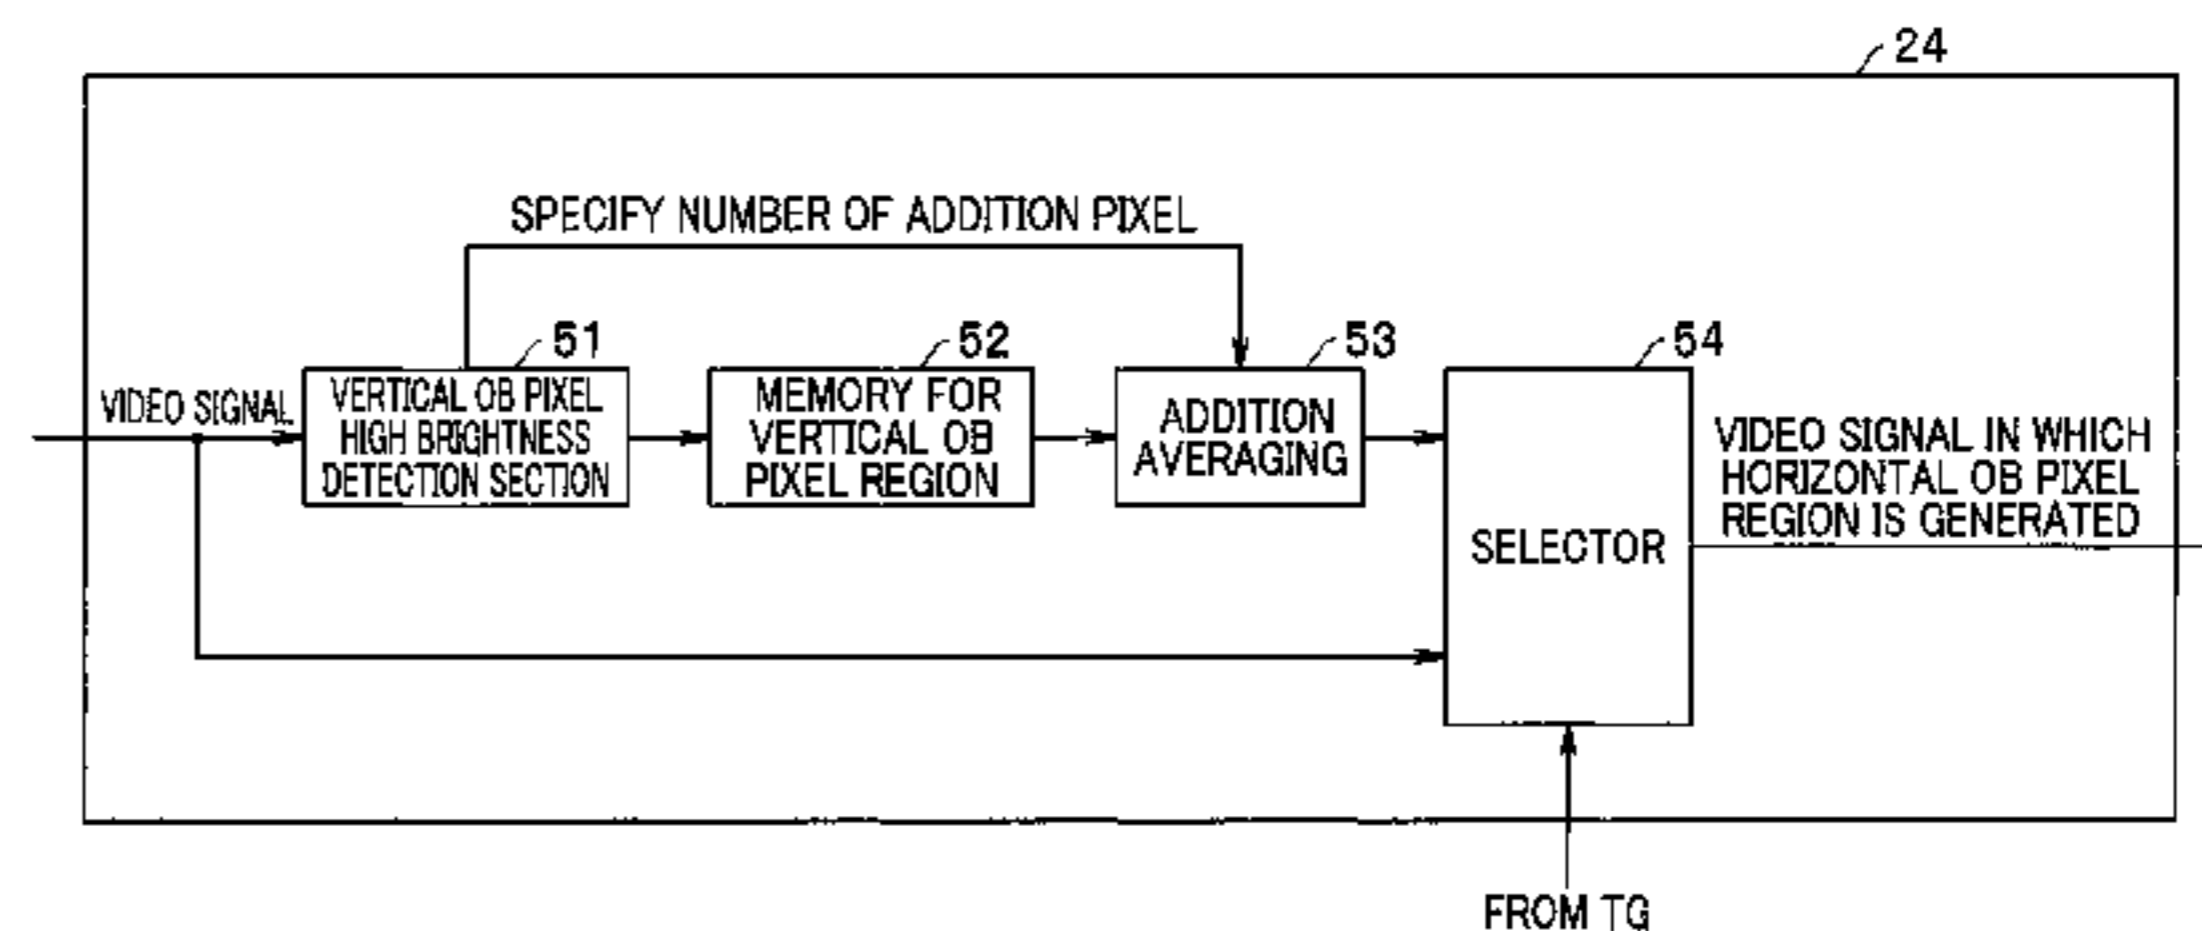 24
SPECIFY NUMBER OF ADDITION PIXEL
51
52
53
54
VIDEO SIGNAL
VERTICAL OB PIXEL
HIGH BRIGHTNESS
DETECTION SECTION
MEMORY FOR
VERTICAL OB
PIXEL REGION
ADDITION
AVERAGING
SELECTOR
VIDEO SIGNAL IN WHICH
HORIZONTAL OB PIXEL
REGION IS GENERATED
FROM TG